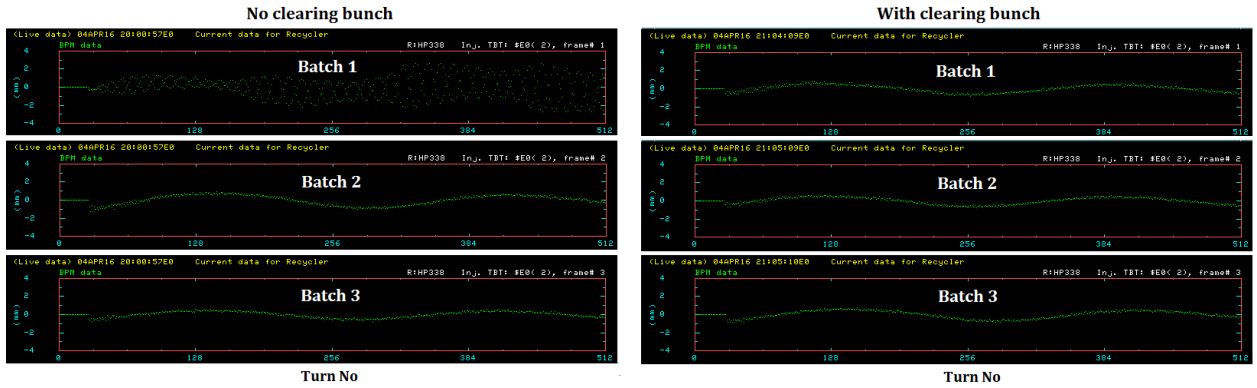 No clearing bunch
(Live data) 04APR16 20:00:57E0 Current data for Recycler
BPM data R:HP338 Inj. TBT: $E0( 2), frame# 1
Batch 1
4
2
0
-2
-4
(mm)
0 128 256 384 512
(Live data) 04APR16 20:00:57E0 Current data for Recycler
BPM data R:HP338 Inj. TBT: $E0( 2), frame# 2
Batch 2
4
2
0
-2
-4
(mm)
0 128 256 384 512
(Live data) 04APR16 20:00:57E0 Current data for Recycler
BPM data R:HP338 Inj. TBT: $E0( 2), frame# 3
Batch 3
4
2
0
-2
-4
(mm)
0 128 256 384 512
Turn No
With clearing bunch
(Live data) 04APR16 21:04:09E0 Current data for Recycler
BPM data R:HP338 Inj. TBT: $E0( 2), frame# 1
Batch 1
4
2
0
-2
-4
(mm)
0 128 256 384 512
(Live data) 04APR16 21:05:09E0 Current data for Recycler
BPM data R:HP338 Inj. TBT: $E0( 2), frame# 2
Batch 2
4
2
0
-2
-4
(mm)
0 128 256 384 512
(Live data) 04APR16 21:05:10E0 Current data for Recycler
BPM data R:HP338 Inj. TBT: $E0( 2), frame# 3
Batch 3
4
2
0
-2
-4
(mm)
0 128 256 384 512
Turn No